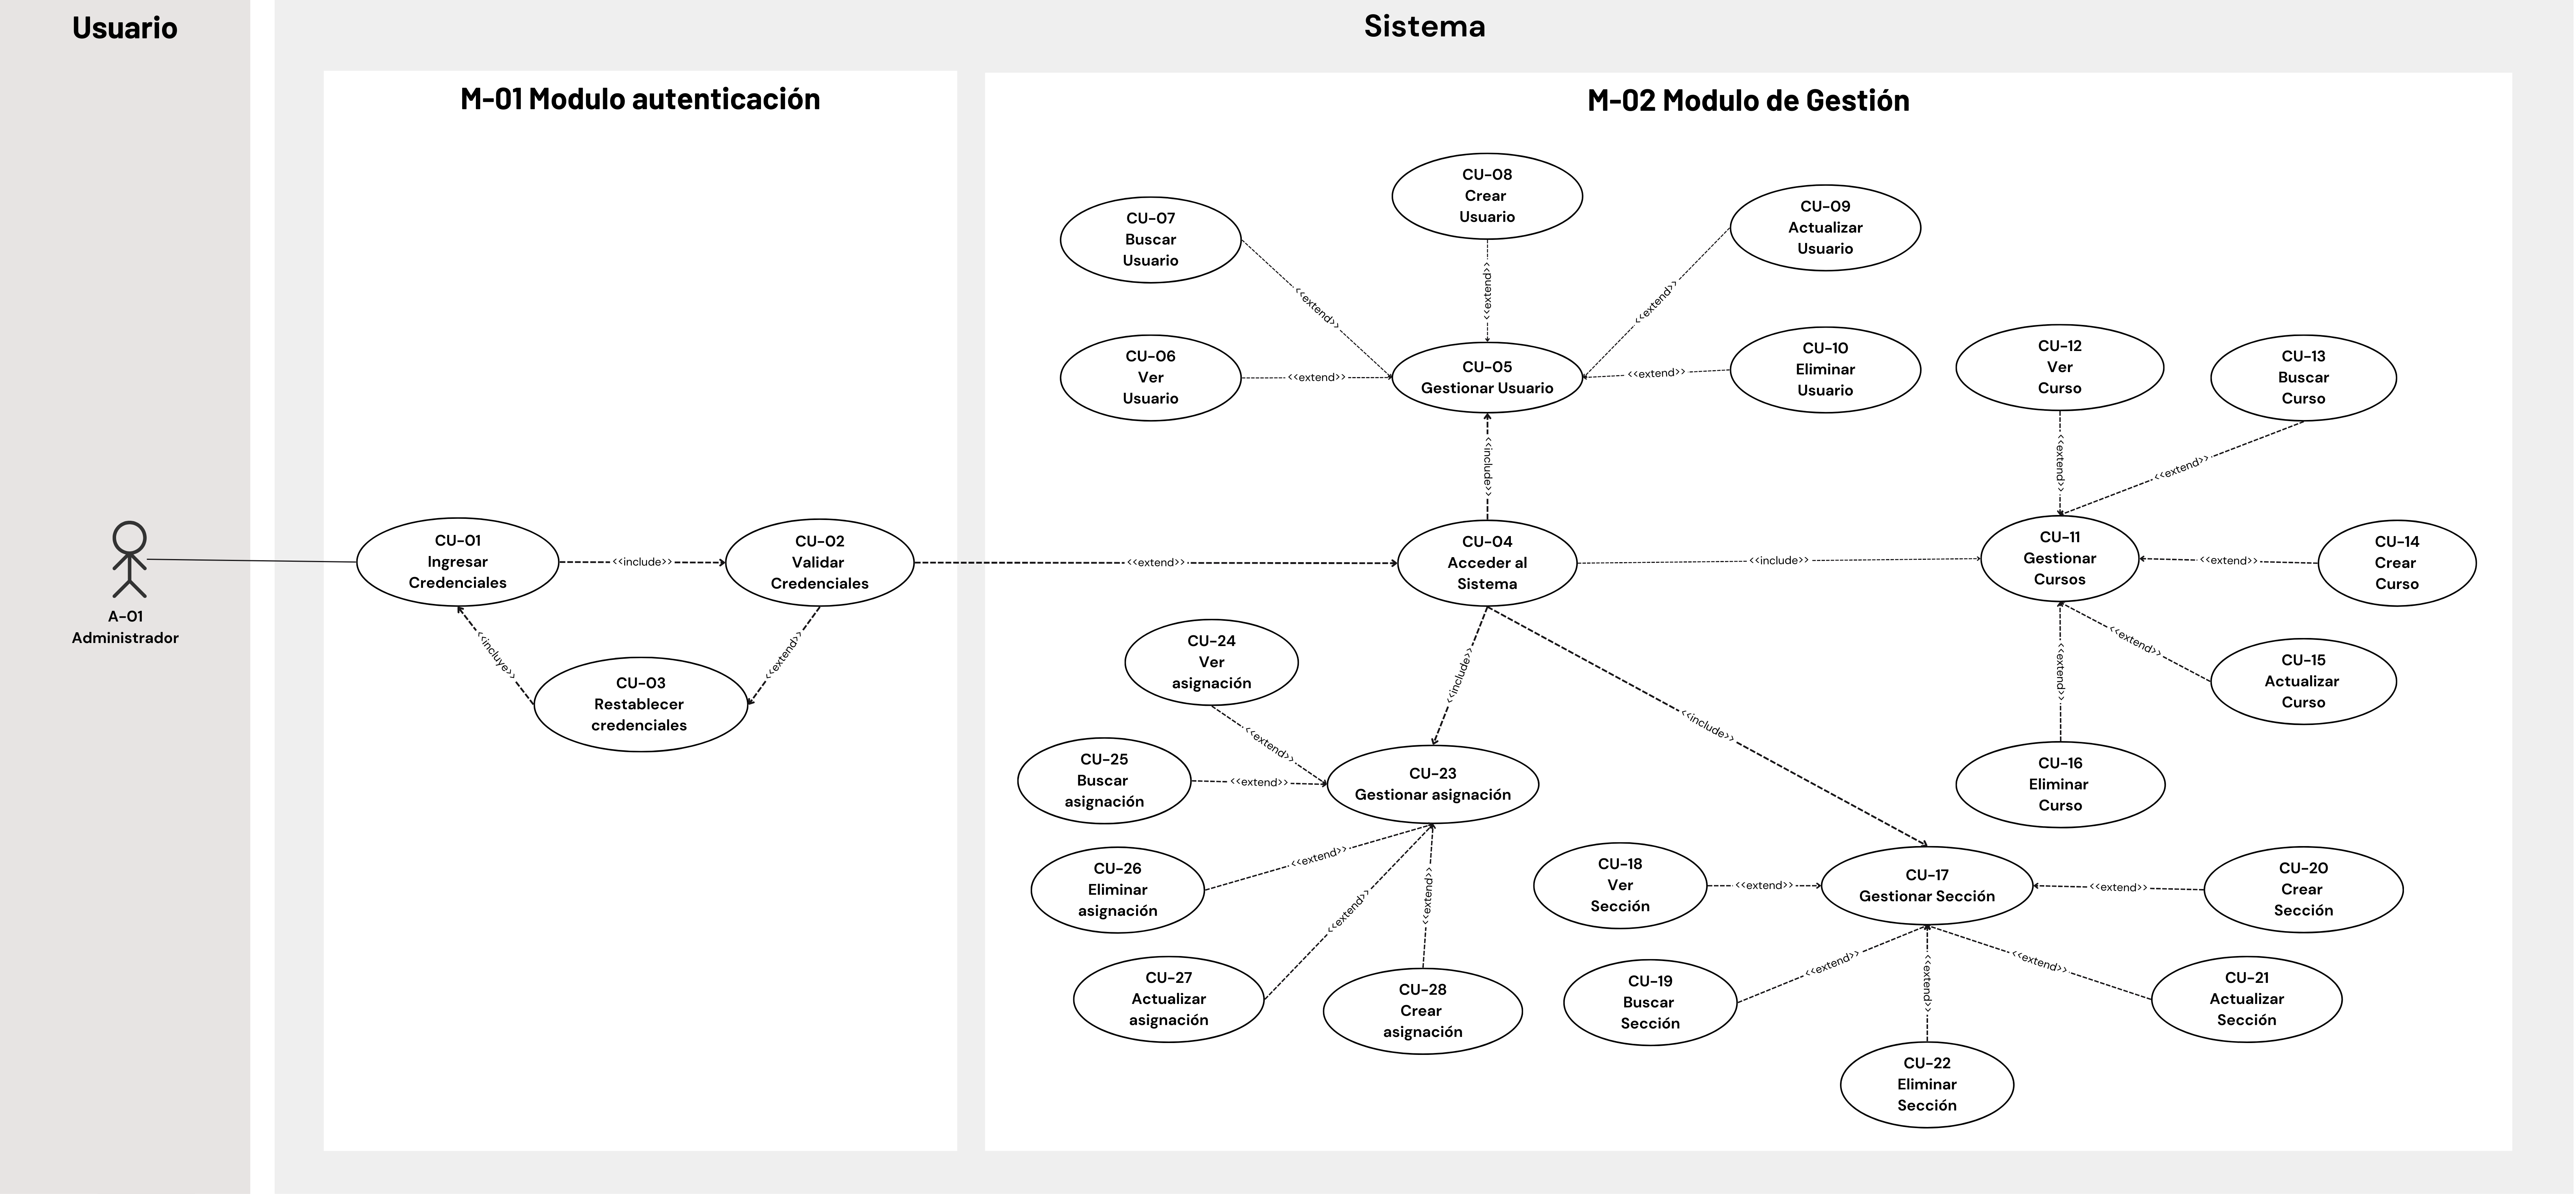 Usuario
Sistema
M-01 Modulo autenticación
M-02 Modulo de Gestión
A-01
Administrador
CU-01
Ingresar
Credenciales
<<include>>
CU-02
Validar
Credenciales
<<incluye>>
<<extend>>
CU-03
Restablecer
credenciales
<<extend>>
CU-04
Acceder al
Sistema
<<include>>
CU-05
Gestionar Usuario
CU-06
Ver
Usuario
<<extend>>
CU-07
Buscar
Usuario
<<extend>>
CU-08
Crear
Usuario
<<extend>>
CU-09
Actualizar
Usuario
<<extend>>
CU-10
Eliminar
Usuario
<<extend>>
<<include>>
CU-11
Gestionar
Cursos
CU-12
Ver
Curso
<<extend>>
CU-13
Buscar
Curso
<<extend>>
CU-14
Crear
Curso
<<extend>>
CU-15
Actualizar
Curso
<<extend>>
CU-16
Eliminar
Curso
<<extend>>
<<include>>
CU-17
Gestionar Sección
CU-18
Ver
Sección
<<extend>>
CU-19
Buscar
Sección
<<extend>>
CU-20
Crear
Sección
<<extend>>
CU-21
Actualizar
Sección
<<extend>>
CU-22
Eliminar
Sección
<<extend>>
<<include>>
CU-23
Gestionar asignación
CU-24
Ver
asignación
<<extend>>
CU-25
Buscar
asignación
<<extend>>
CU-26
Eliminar
asignación
<<extend>>
CU-27
Actualizar
asignación
<<extend>>
CU-28
Crear
asignación
<<extend>>